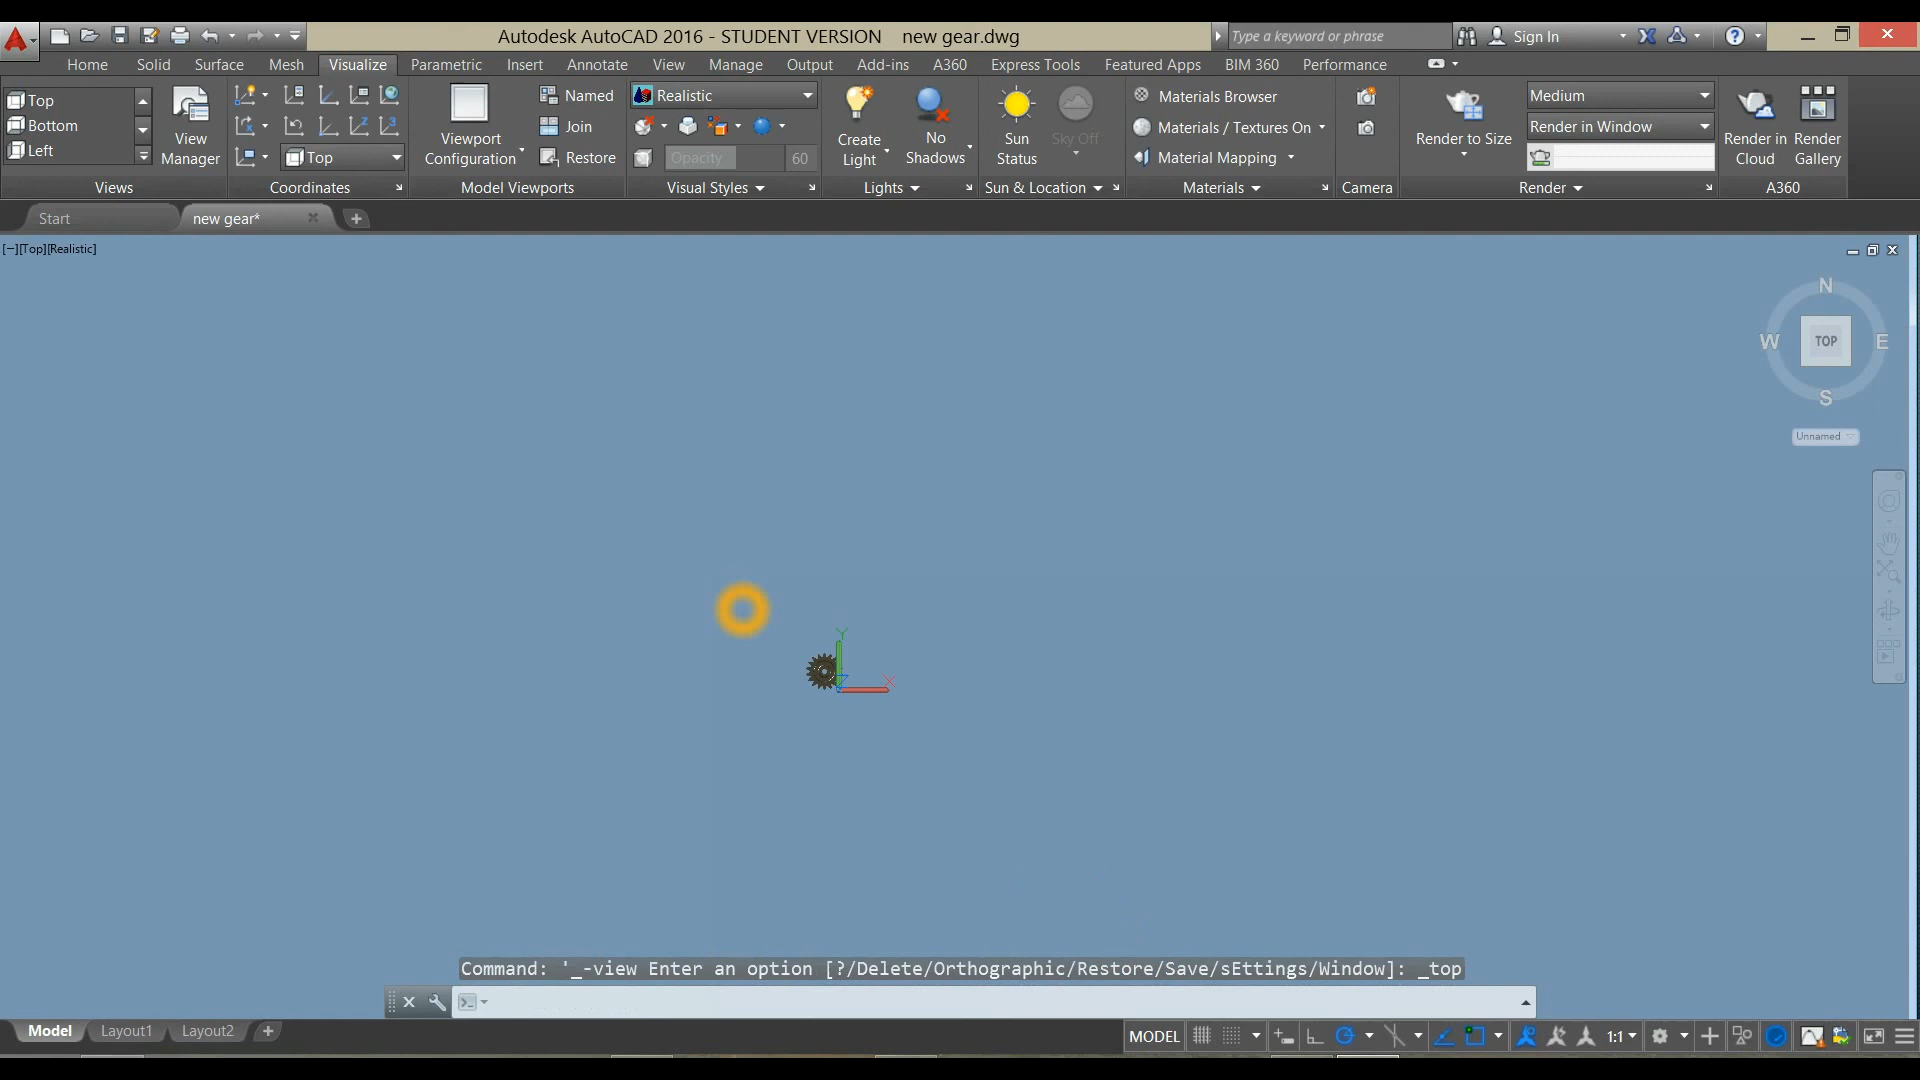 Autodesk AutoCAD 2016 - STUDENT VERSION new gear.dwg
Type a keyword or phrase
Sign In
Home Solid Surface Mesh Visualize Parametric Insert Annotate View Manage Output Add-ins A360 Express Tools Featured Apps BIM 360 Performance
Top
Bottom
Left
View
Manager
Top
Viewport
Configuration
Named
Join
Restore
Realistic
Opacity 60
Create
Light
No
Shadows
Sun
Status
Sky Off
Materials Browser
Materials / Textures On
Material Mapping
Render to Size
Medium
Render in Window
Render in
Cloud
Render
Gallery
Views Coordinates Model Viewports Visual Styles Lights Sun & Location Materials Camera Render A360
Start new gear*
[−][Top][Realistic]
N
W TOP E
S
Unnamed
Y
X
Command: '_-view Enter an option [?/Delete/Orthographic/Restore/Save/sEttings/Window]: _top
Model Layout1 Layout2
MODEL 1:1